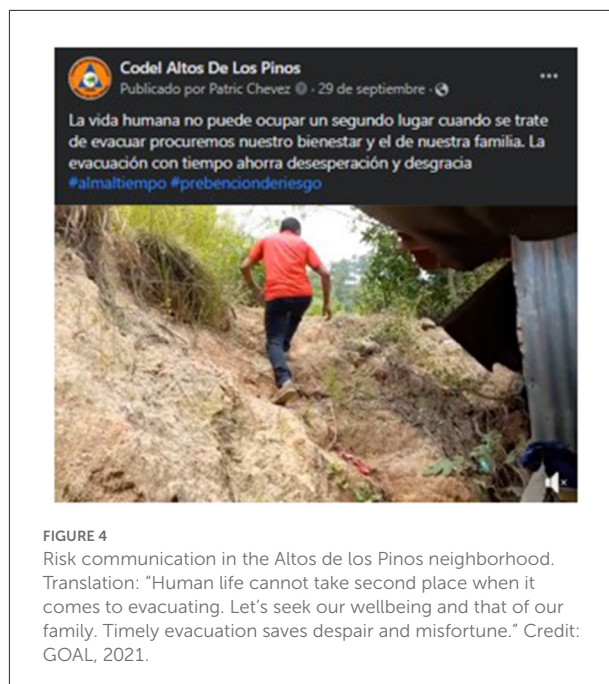 Codel Altos De Los Pinos
Publicado por Patric Chevez · 29 de septiembre ·
La vida humana no puede ocupar un segundo lugar cuando se trate
de evacuar procuremos nuestro bienestar y el de nuestra familia. La
evacuación con tiempo ahorra desesperación y desgracia
#almaltiempo #prebencionderiesgo
FIGURE 4
Risk communication in the Altos de los Pinos neighborhood.
Translation: “Human life cannot take second place when it
comes to evacuating. Let’s seek our wellbeing and that of our
family. Timely evacuation saves despair and misfortune.” Credit:
GOAL, 2021.